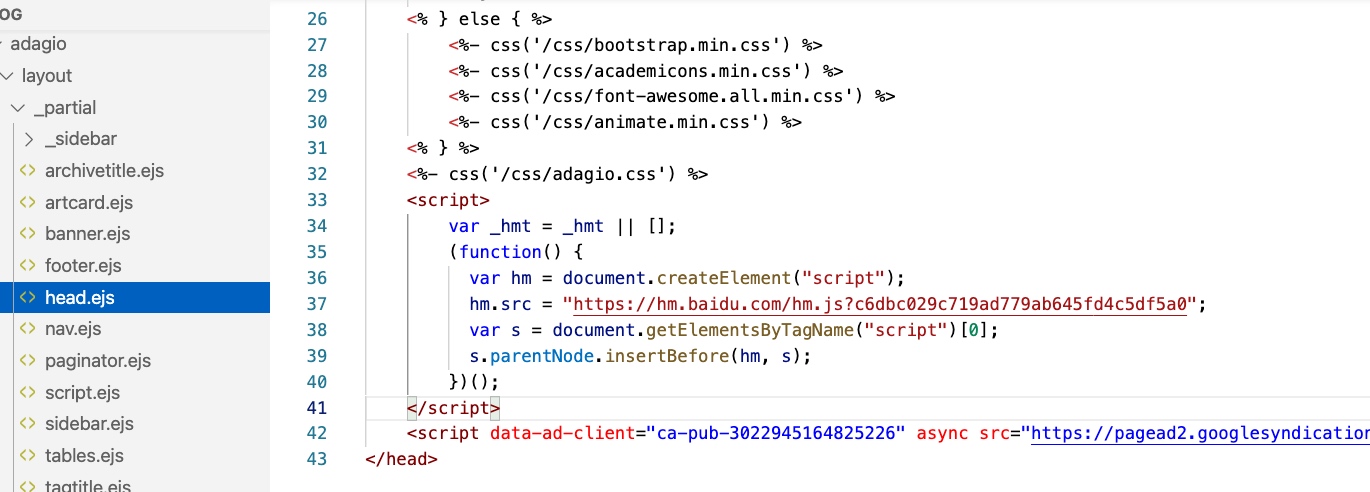 OG
adagio
layout
_partial
_sidebar
archivetitle.ejs
artcard.ejs
banner.ejs
footer.ejs
head.ejs
nav.ejs
paginator.ejs
script.ejs
sidebar.ejs
tables.ejs
tagtitle.ejs
26 <% } else { %>
27 <%- css('/css/bootstrap.min.css') %>
28 <%- css('/css/academicons.min.css') %>
29 <%- css('/css/font-awesome.all.min.css') %>
30 <%- css('/css/animate.min.css') %>
31 <% } %>
32 <%- css('/css/adagio.css') %>
33 <script>
34 var _hmt = _hmt || [];
35 (function() {
36 var hm = document.createElement("script");
37 hm.src = "https://hm.baidu.com/hm.js?c6dbc029c719ad779ab645fd4c5df5a0";
38 var s = document.getElementsByTagName("script")[0];
39 s.parentNode.insertBefore(hm, s);
40 })();
41 </script>
42 <script data-ad-client="ca-pub-3022945164825226" async src="https://pagead2.googlesyndication
43 </head>